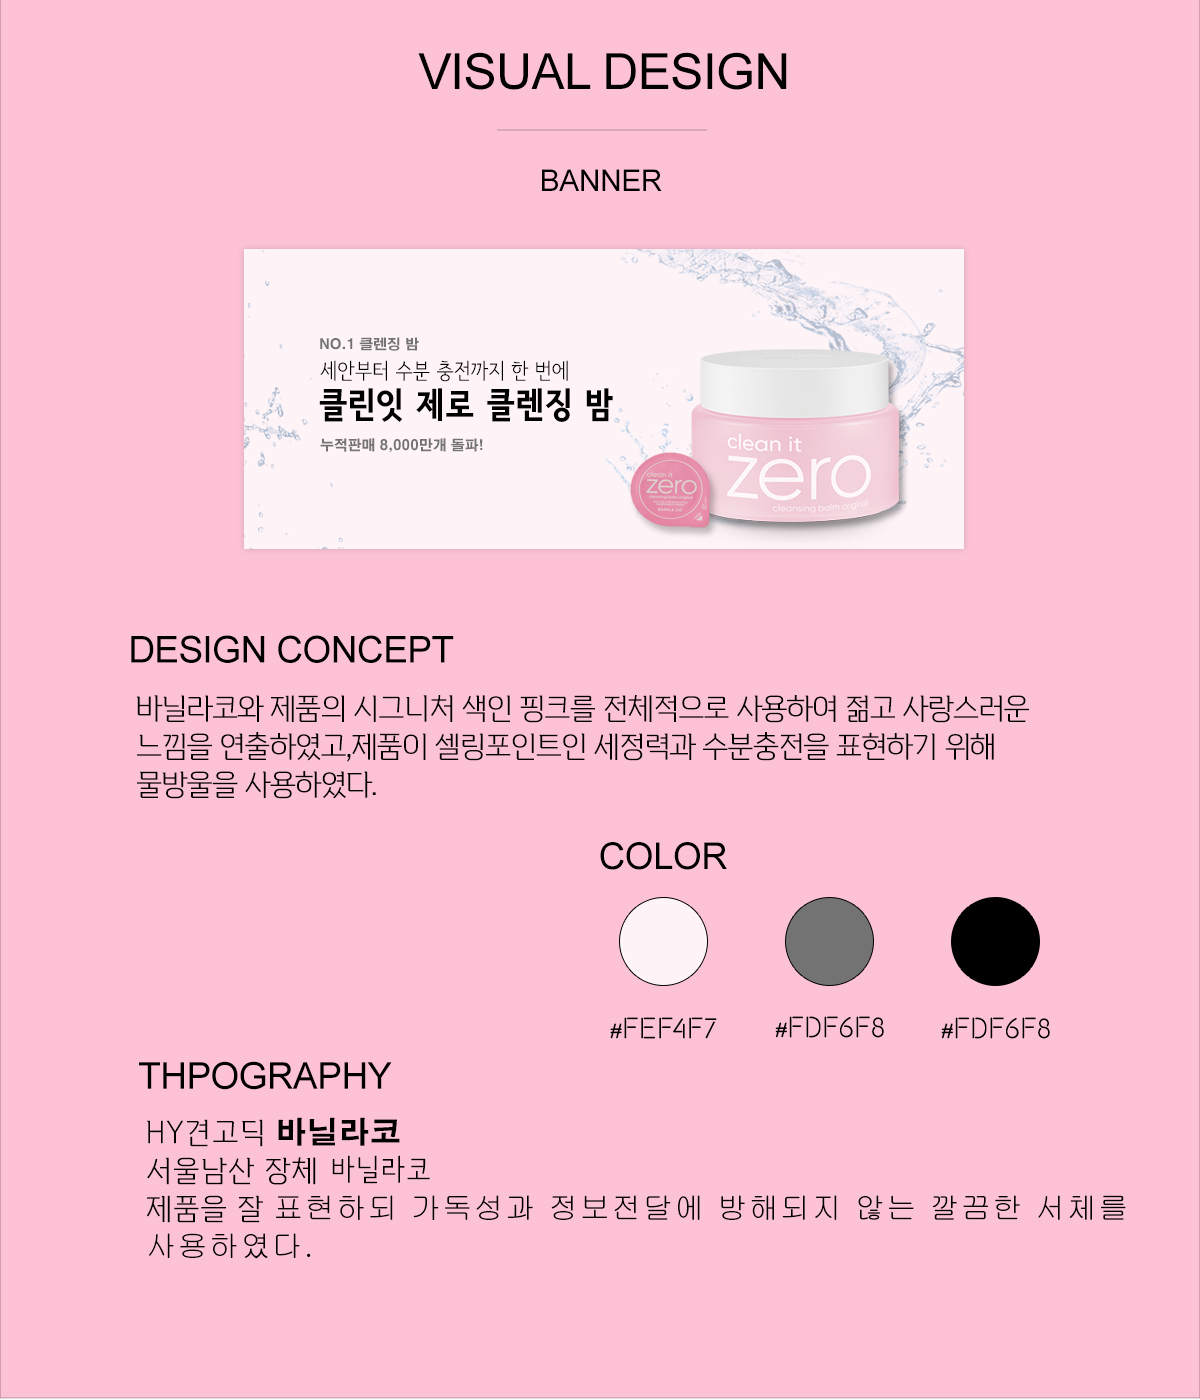 VISUAL DESIGN
BANNER
NO.1 클렌징 밤
세안부터 수분 충전까지 한 번에
클린잇 제로 클렌징 밤
누적판매 8,000만개 돌파!
clean it
zero
cleansing balm original
clean it
zero
cleansing balm original
BANILA CO
DESIGN CONCEPT
바닐라코와 제품의 시그니처 색인 핑크를 전체적으로 사용하여 젊고 사랑스러운
느낌을 연출하였고,제품이 셀링포인트인 세정력과 수분충전을 표현하기 위해
물방울을 사용하였다.
COLOR
#FEF4F7 #FDF6F8 #FDF6F8
THPOGRAPHY
HY견고딕 바닐라코
서울남산 장체 바닐라코
제품을 잘 표현하되 가독성과 정보전달에 방해되지 않는 깔끔한 서체를
사용하였다.